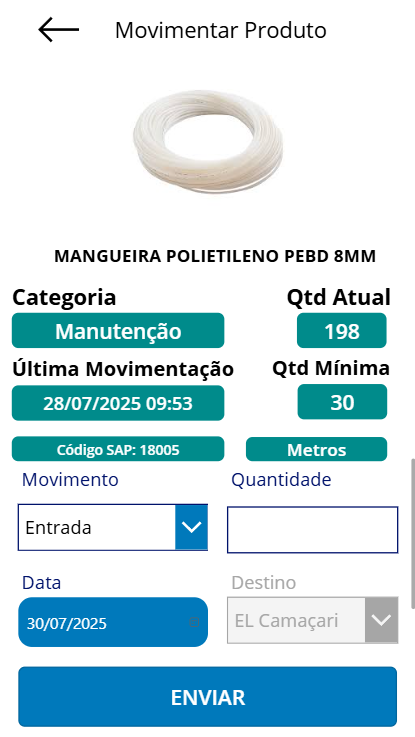 Movimentar Produto
MANGUEIRA POLIETILENO PEBD 8MM
Categoria
Qtd Atual
Manutenção
198
Última Movimentação
Qtd Mínima
28/07/2025 09:53
30
Código SAP: 18005
Metros
Movimento
Quantidade
Entrada
Data
Destino
30/07/2025
EL Camaçari
ENVIAR